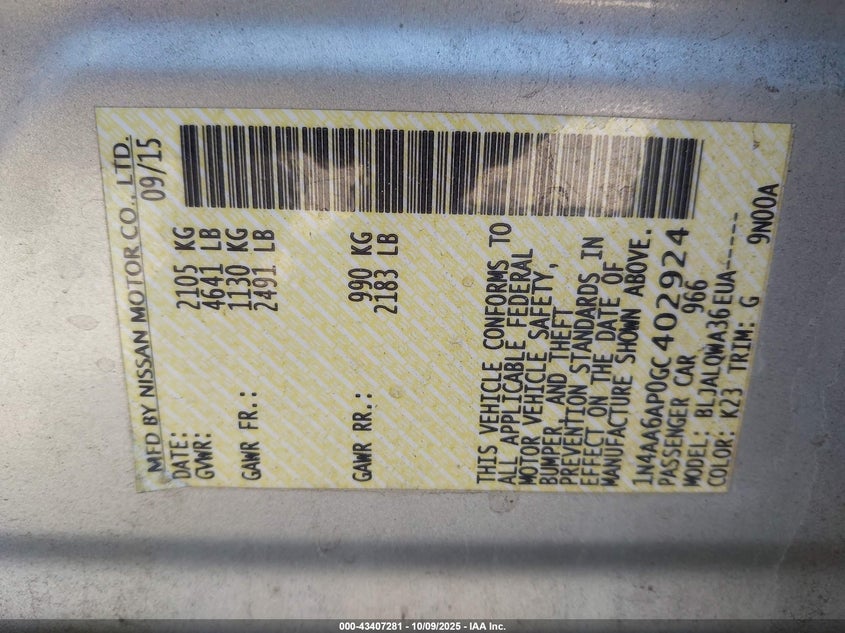 MFD BY NISSAN MOTOR CO., LTD.
DATE: 09/15
GVWR: 2105 KG
4641 LB
GAWR FR.: 1130 KG
2491 LB
GAWR RR.: 990 KG
2183 LB
THIS VEHICLE CONFORMS TO
ALL APPLICABLE FEDERAL
MOTOR VEHICLE SAFETY,
BUMPER, AND THEFT
PREVENTION STANDARDS IN
EFFECT ON THE DATE OF
MANUFACTURE SHOWN ABOVE.
1N4AA6AP0GC402924
PASSENGER CAR 966
MODEL: BLJALQWA36EUA-----
COLOR: K23 TRIM: G 9N00A
000-43407281 - 10/09/2025 - IAA Inc.